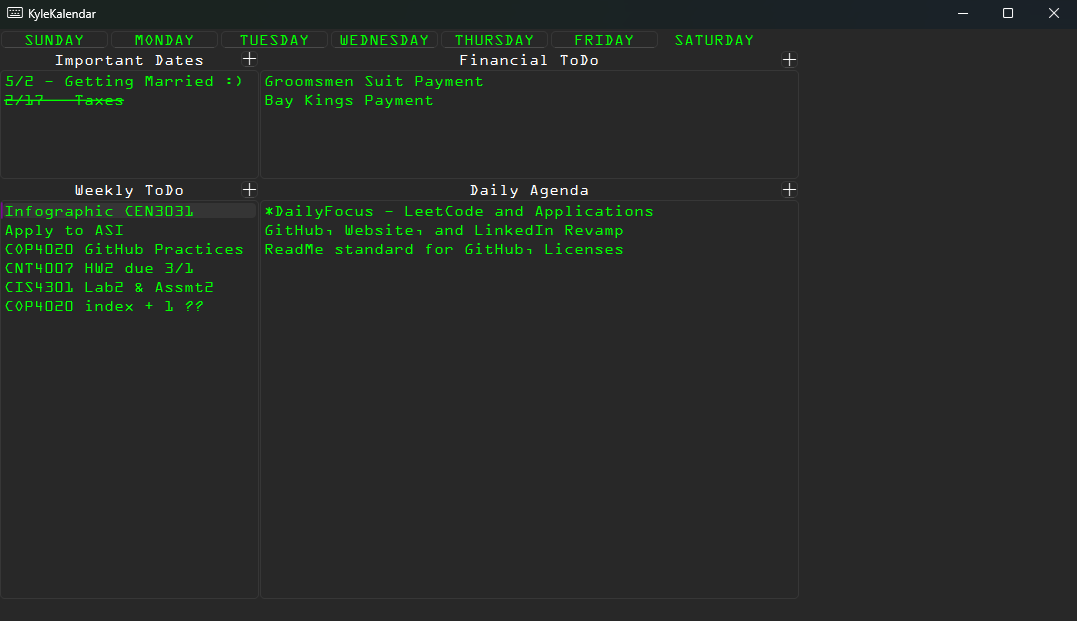 KyleKalendar
SUNDAY MONDAY TUESDAY WEDNESDAY THURSDAY FRIDAY SATURDAY
Important Dates +
5/2 - Getting Married :)
2/17 - Taxes
Financial ToDo +
Groomsmen Suit Payment
Bay Kings Payment
Weekly ToDo +
Infographic CEN3031
Apply to ASI
COP4020 GitHub Practices
CNT4007 HW2 due 3/1
CIS4301 Lab2 & Assmt2
COP4020 index + 1 ??
Daily Agenda +
*DailyFocus - LeetCode and Applications
GitHub, Website, and LinkedIn Revamp
ReadMe standard for GitHub, Licenses